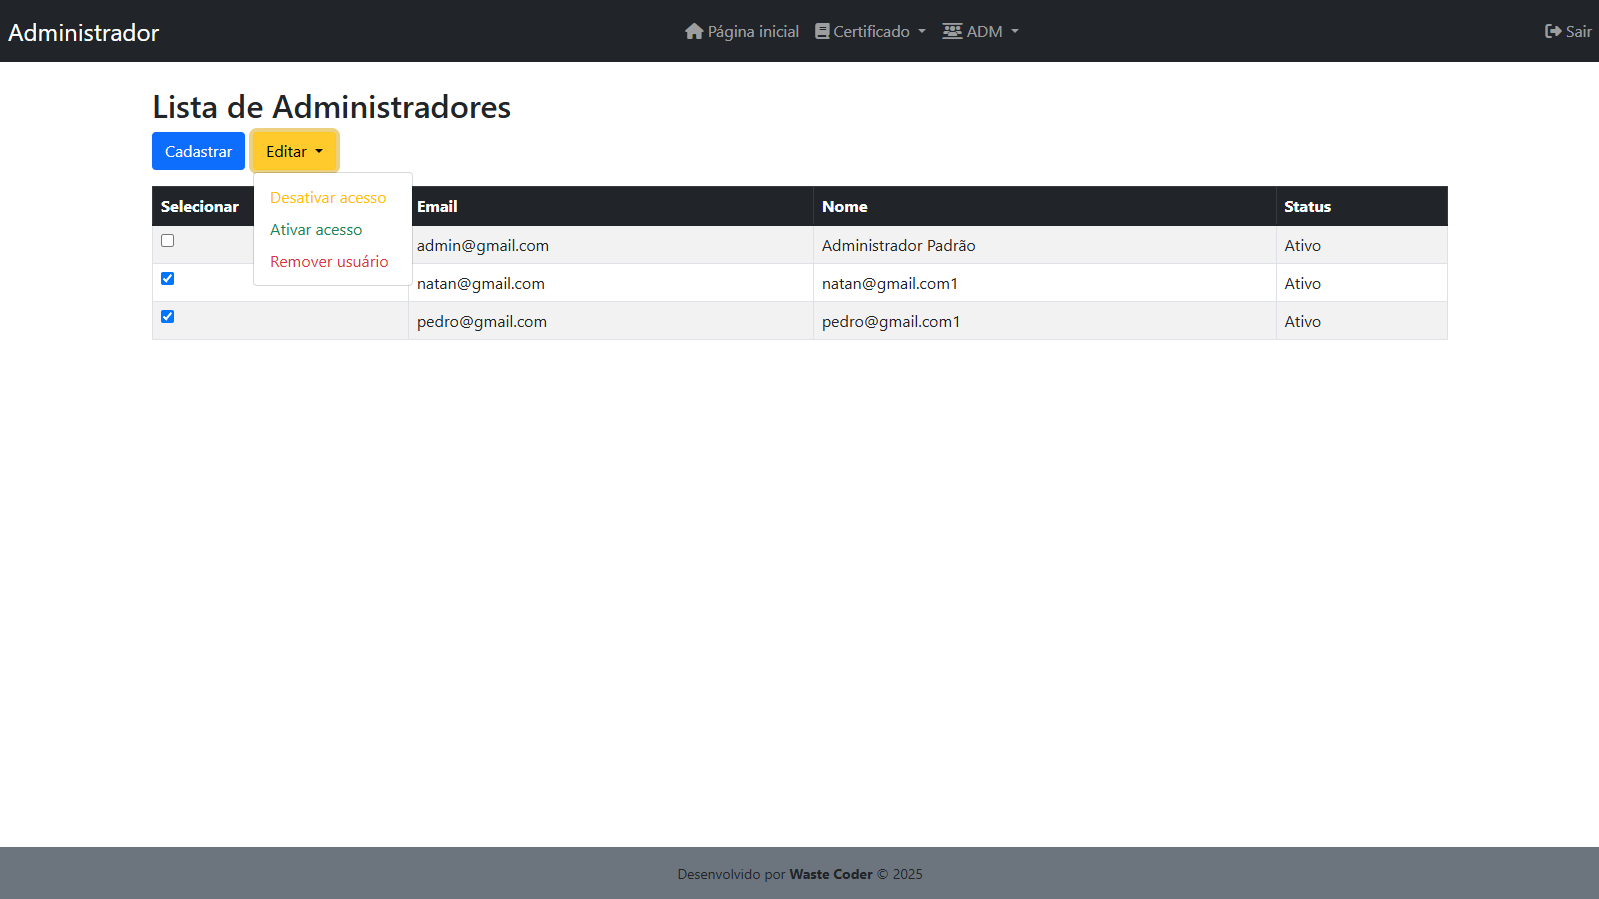 Administrador
Página inicial
Certificado
ADM
Sair
Lista de Administradores
Cadastrar
Editar
Desativar acesso
Ativar acesso
Remover usuário
Selecionar Email Nome Status
admin@gmail.com Administrador Padrão Ativo
natan@gmail.com natan@gmail.com1 Ativo
pedro@gmail.com pedro@gmail.com1 Ativo
Desenvolvido por Waste Coder © 2025